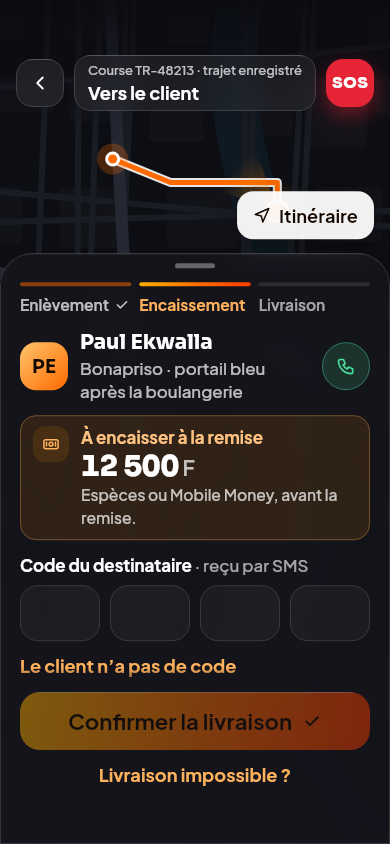 Course TR-48213 · trajet enregistré
Vers le client
SOS
Itinéraire
Enlèvement ✓ Encaissement Livraison
PE
Paul Ekwalla
Bonapriso · portail bleu
après la boulangerie
À encaisser à la remise
12 500 F
Espèces ou Mobile Money, avant la
remise.
Code du destinataire · reçu par SMS
Le client n’a pas de code
Confirmer la livraison ✓
Livraison impossible ?